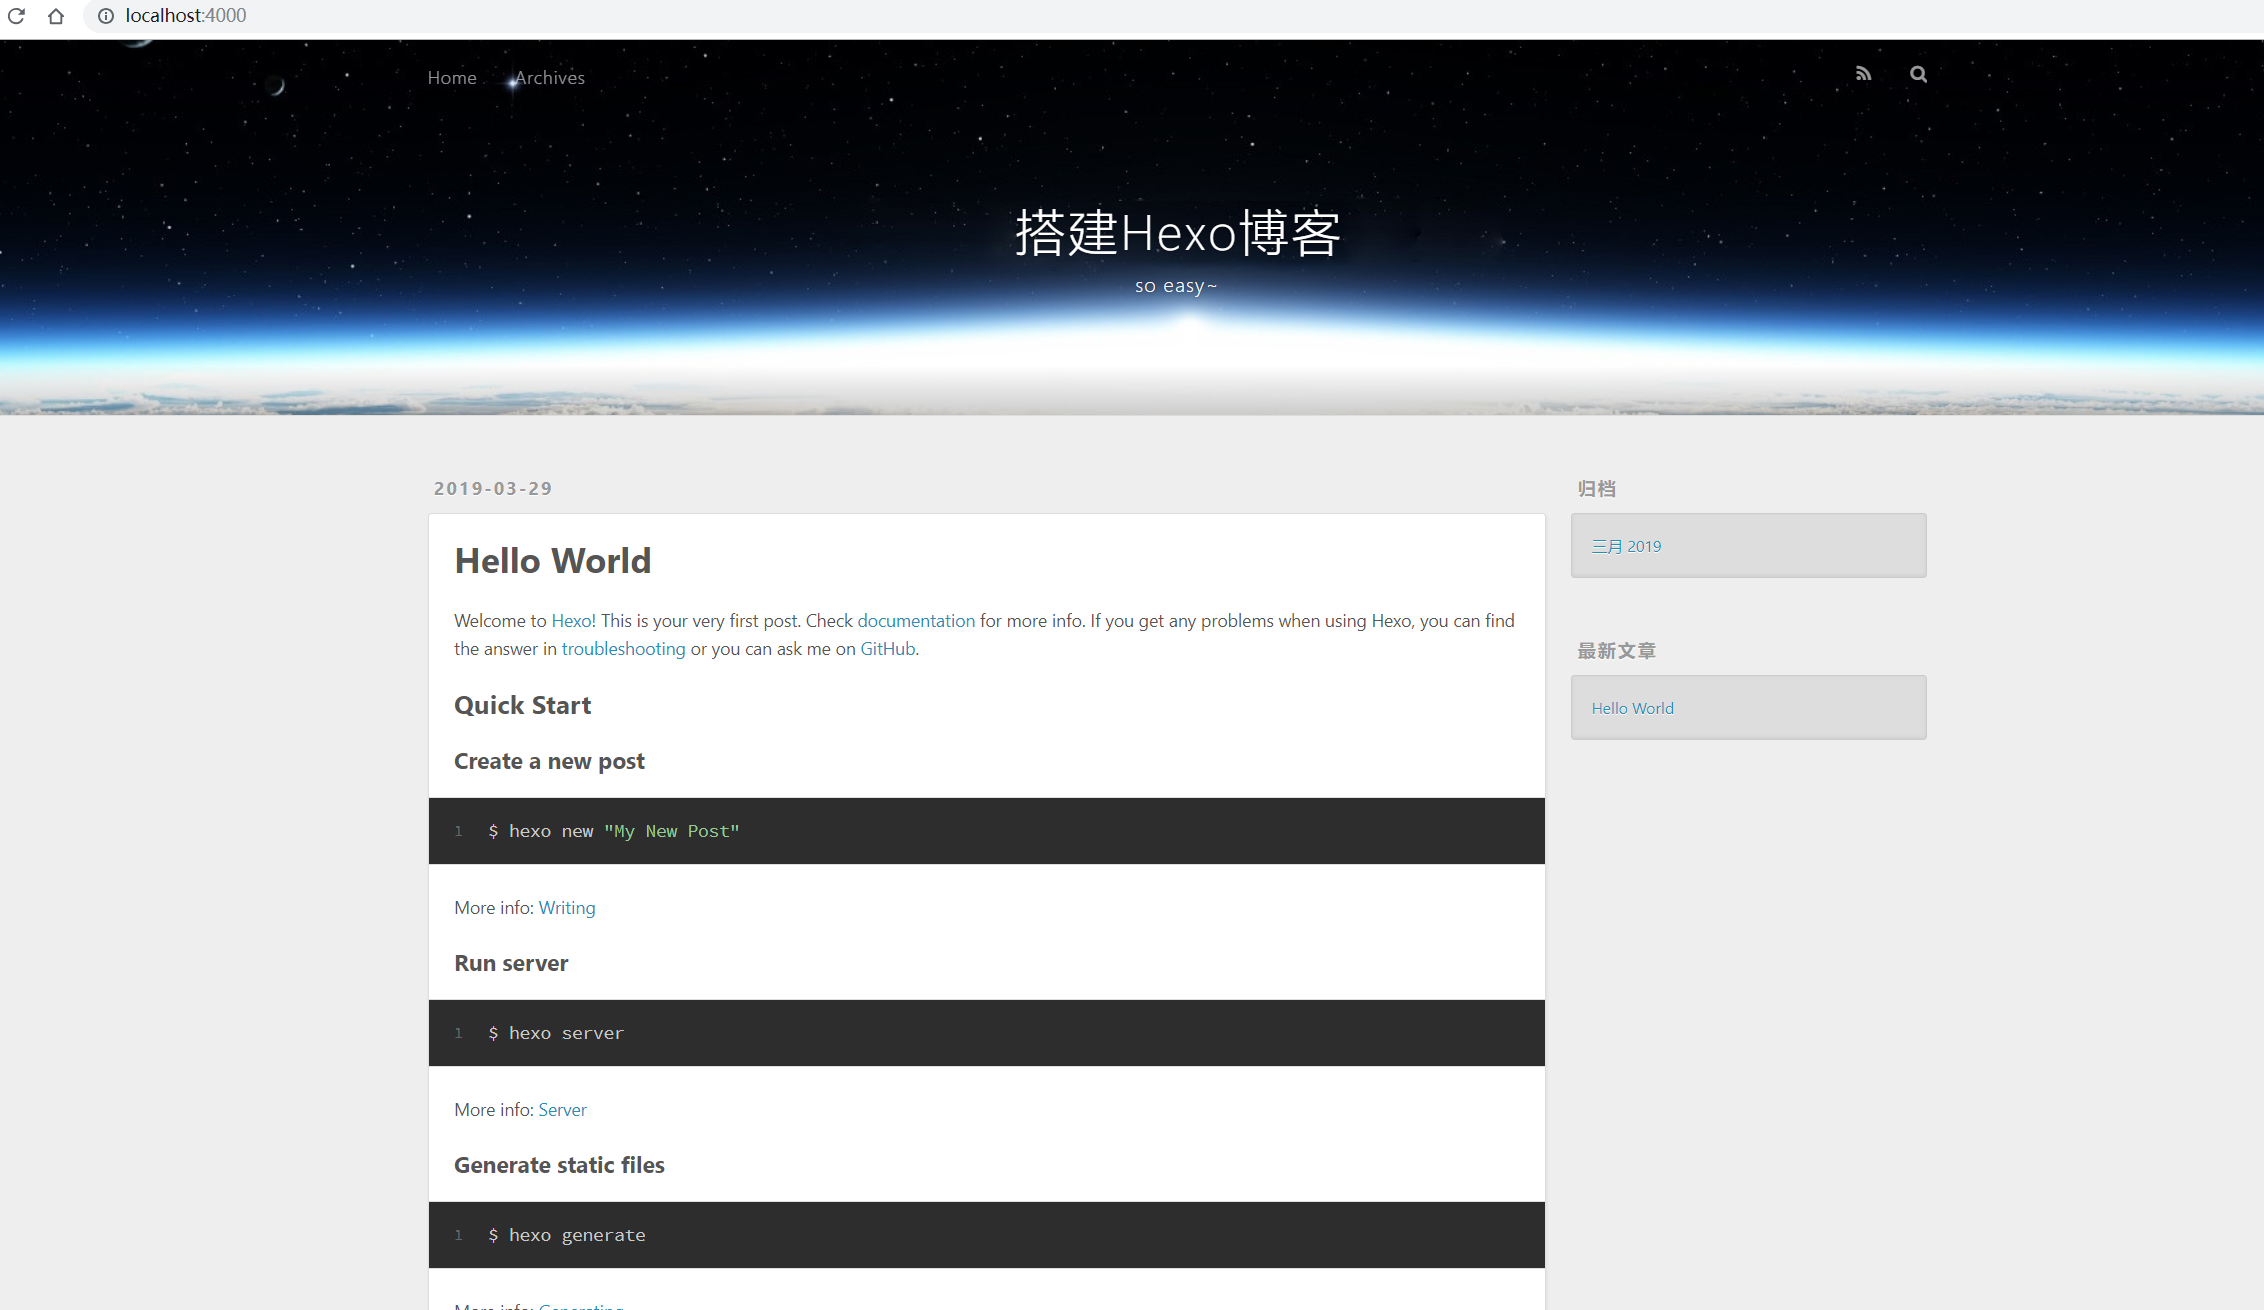 localhost:4000
Home Archives
搭建Hexo博客
so easy~
2019-03-29
Hello World
Welcome to Hexo! This is your very first post. Check documentation for more info. If you get any problems when using Hexo, you can find
the answer in troubleshooting or you can ask me on GitHub.
Quick Start
Create a new post
1 $ hexo new "My New Post"
More info: Writing
Run server
1 $ hexo server
More info: Server
Generate static files
1 $ hexo generate
More info: Generating
归档
三月 2019
最新文章
Hello World